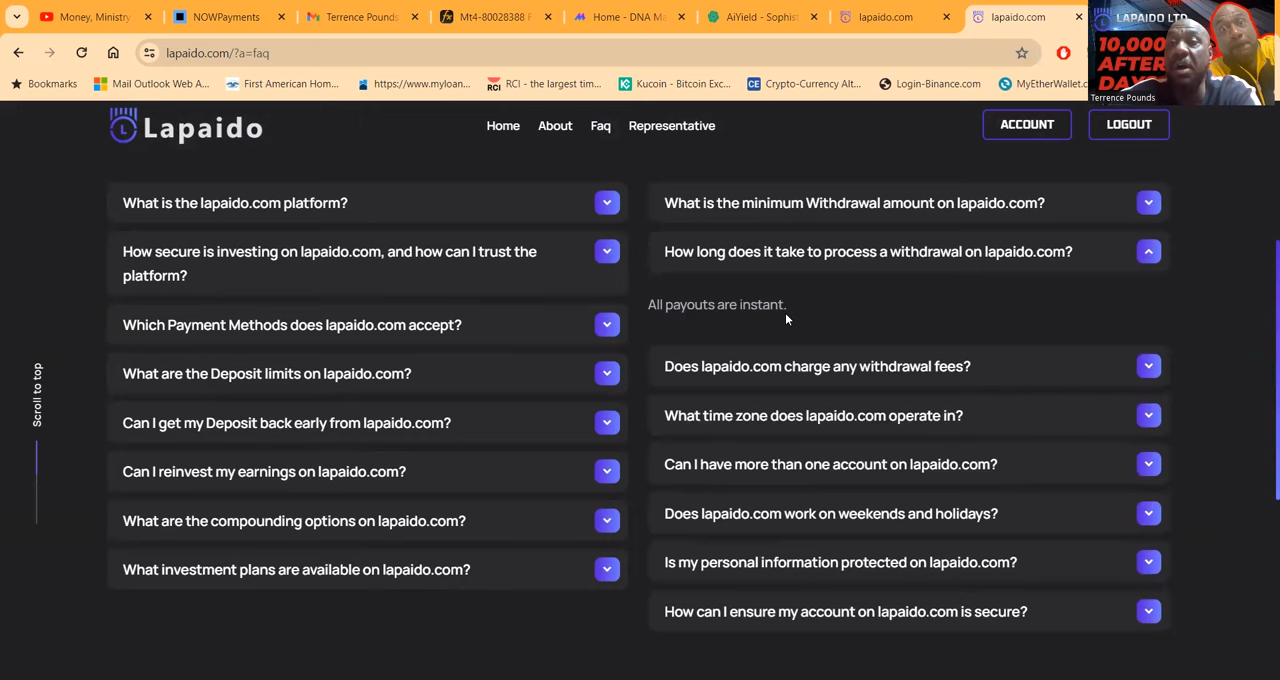 Money, Ministry
NOWPayments
Terrence Pounds
Mt4-80028388 F
Home - DNA Ma
AiYield - Sophist
lapaido.com
lapaido.com
lapaido.com/?a=faq
Bookmarks
Mail Outlook Web A...
First American Hom...
https://www.myloan...
RCI - the largest tim...
Kucoin - Bitcoin Exc...
Crypto-Currency Alt...
Login-Binance.com
MyEtherWallet.c
RCI
CE
LAPAIDO LTD
10,000
AFTER
DAYS
Terrence Pounds
Lapaido
Home
About
Faq
Representative
ACCOUNT
LOGOUT
What is the lapaido.com platform?
How secure is investing on lapaido.com, and how can I trust the
platform?
Which Payment Methods does lapaido.com accept?
What are the Deposit limits on lapaido.com?
Can I get my Deposit back early from lapaido.com?
Can I reinvest my earnings on lapaido.com?
What are the compounding options on lapaido.com?
What investment plans are available on lapaido.com?
What is the minimum Withdrawal amount on lapaido.com?
How long does it take to process a withdrawal on lapaido.com?
All payouts are instant.
Does lapaido.com charge any withdrawal fees?
What time zone does lapaido.com operate in?
Can I have more than one account on lapaido.com?
Does lapaido.com work on weekends and holidays?
Is my personal information protected on lapaido.com?
How can I ensure my account on lapaido.com is secure?
Scroll to top